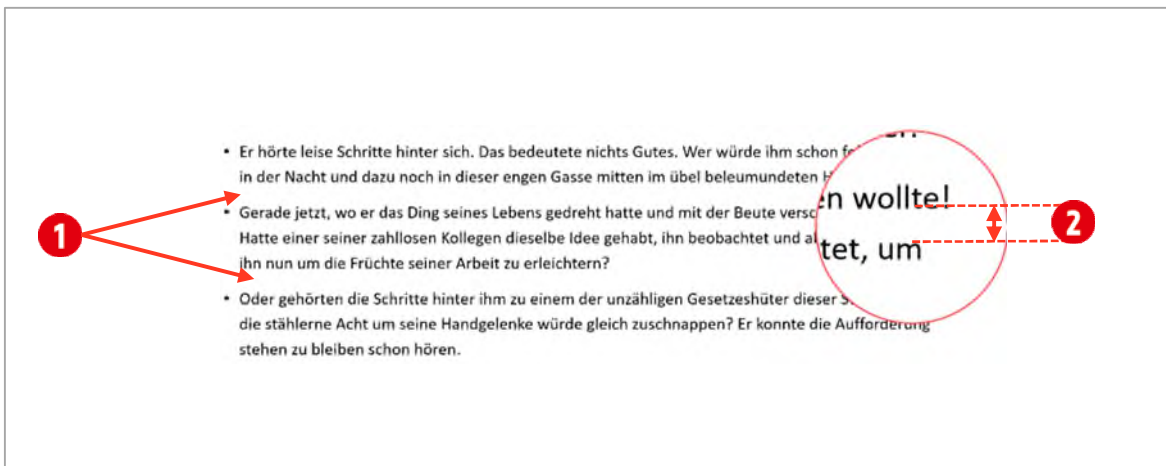 • Er hörte leise Schritte hinter sich. Das bedeutete nichts Gutes. Wer würde ihm schon
in der Nacht und dazu noch in dieser engen Gasse mitten im übel beleumundeten
• Gerade jetzt, wo er das Ding seines Lebens gedreht hatte und mit der Beute
Hatte einer seiner zahllosen Kollegen dieselbe Idee gehabt, ihn beobachtet und
ihn nun um die Früchte seiner Arbeit zu erleichtern?
• Oder gehörten die Schritte hinter ihm zu einem der unzähligen Gesetzeshüter dieser
die stählerne Acht um seine Handgelenke würde gleich zuschnappen? Er konnte die Aufforderung
stehen zu bleiben schon hören.
wollte!
tet, um
1
2